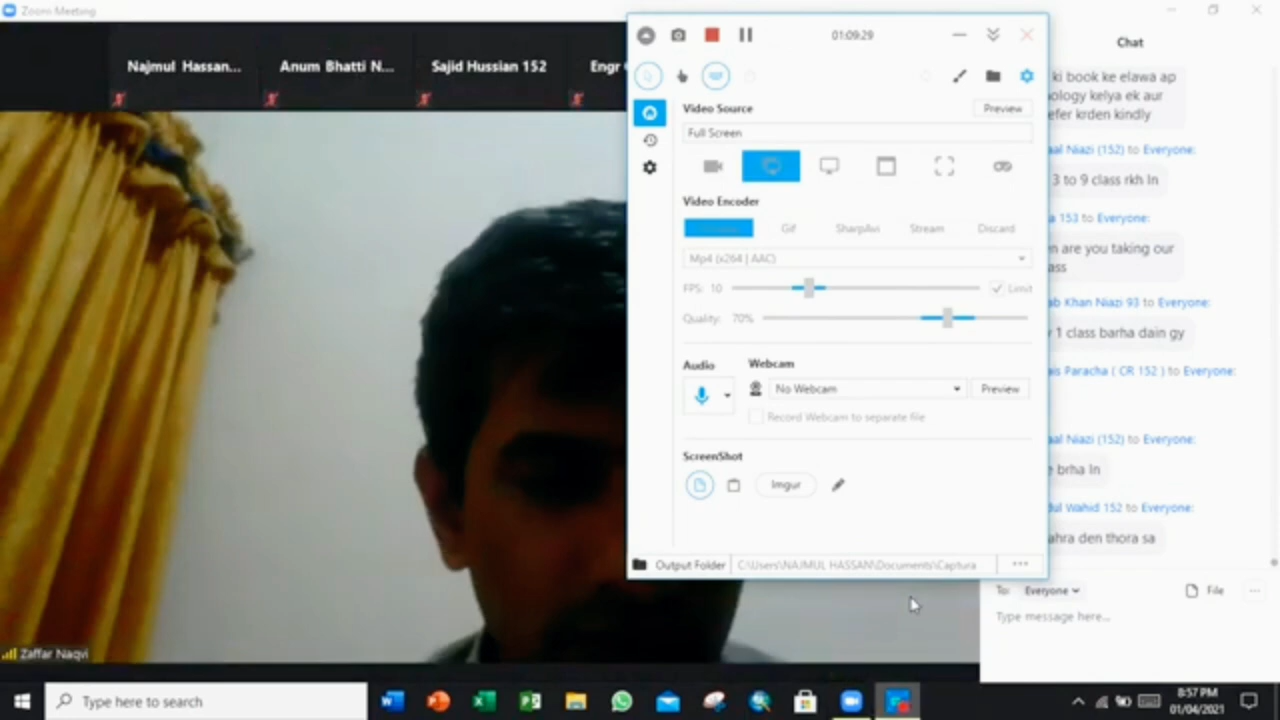 Zoom Meeting
Najmul Hassan...
Anum Bhatti N...
Sajid Hussian 152
Engr
01:09:29
Video Source
Preview
Full Screen
Video Encoder
Gif
SharpAvi
Stream
Discard
Mp4 (x264 | AAC)
FPS: 10
Limit
Quality: 70%
Audio
Webcam
No Webcam
Preview
Record Webcam to separate file
ScreenShot
Imgur
Output Folder
C:\Users\NAJMUL HASSAN\Documents\Captura
...
Chat
ki book ke elawa ap
ology kelya ek aur
efer krden kindly
aal Niazi (152) to Everyone:
3 to 9 class rkh ln
a 153 to Everyone:
n are you taking our
ass
ab Khan Niazi 93 to Everyone:
r 1 class barha dain gy
ais Paracha ( CR 152 ) to Everyone:
aal Niazi (152) to Everyone:
e brha ln
dul Wahid 152 to Everyone:
ahra den thora sa
To: Everyone
File
...
Type message here...
Zaffar Naqvi
Type here to search
8:57 PM
01/04/2021